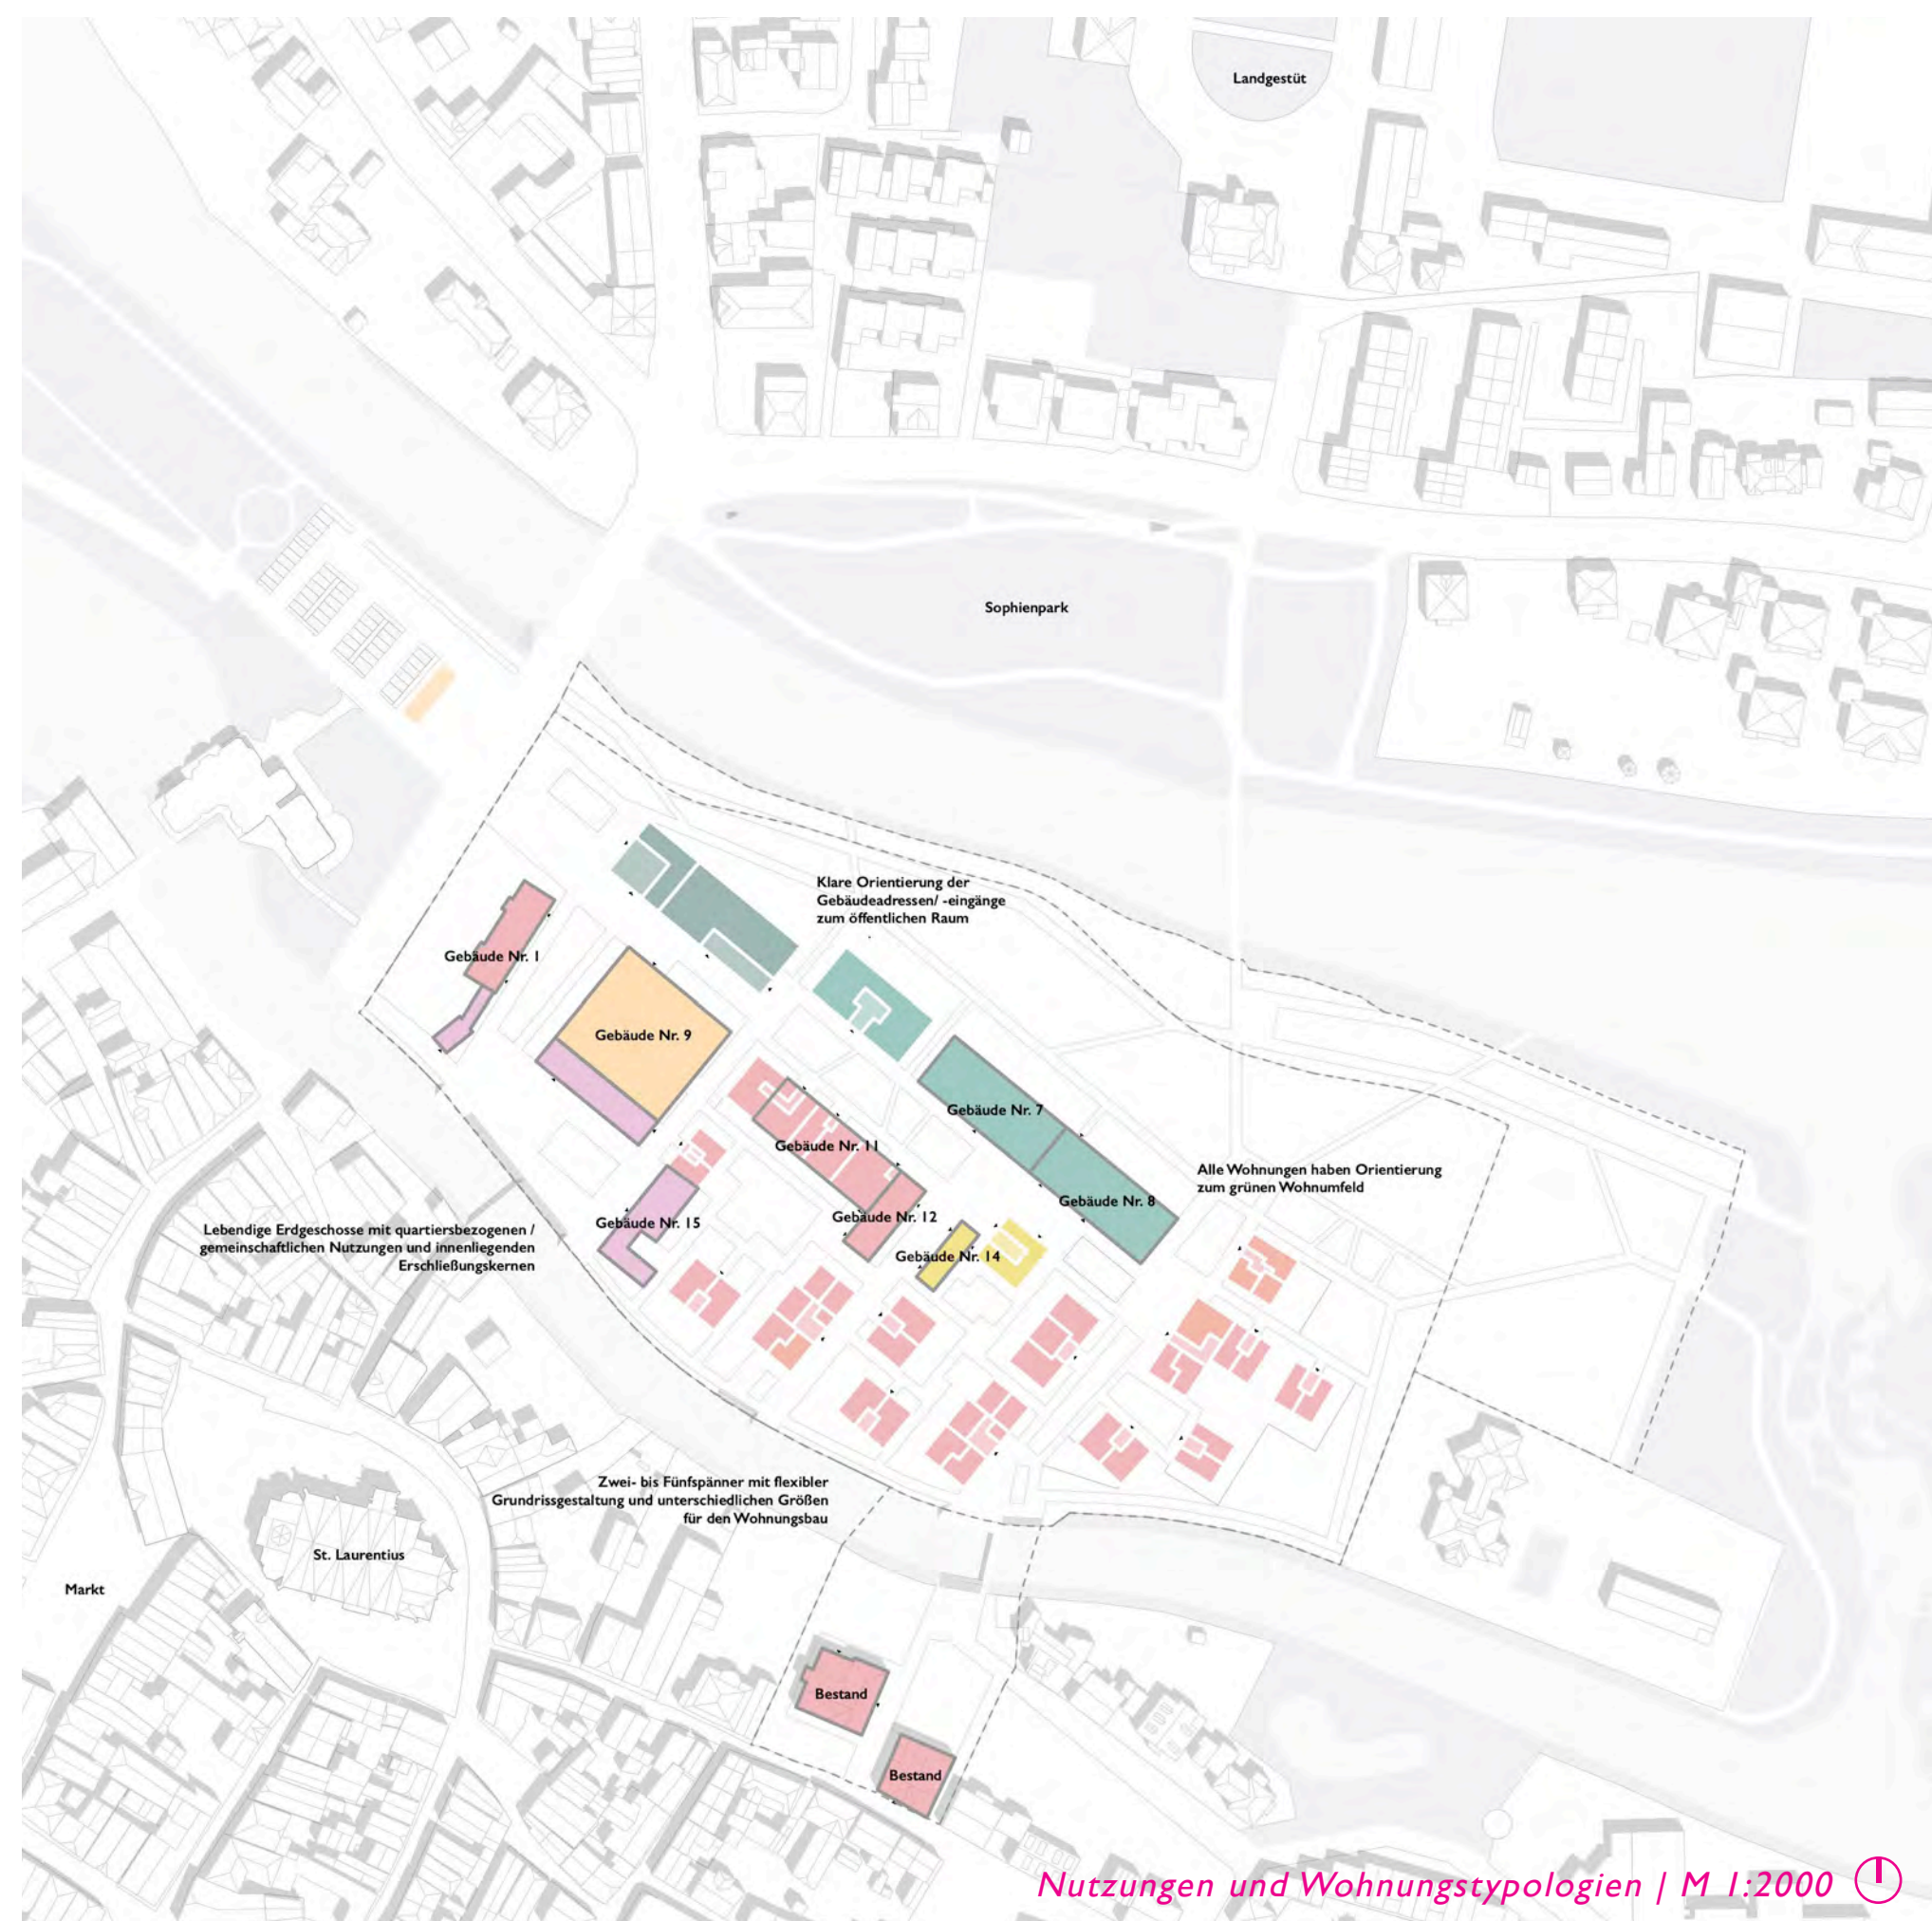 Landgestüt
Sophienpark
Klare Orientierung der
Gebäudeadressen/ -eingänge
zum öffentlichen Raum
Gebäude Nr. 1
Gebäude Nr. 9
Gebäude Nr. 7
Gebäude Nr. 11
Alle Wohnungen haben Orientierung
zum grünen Wohnumfeld
Gebäude Nr. 8
Gebäude Nr. 12
Gebäude Nr. 15
Lebendige Erdgeschosse mit quartiersbezogenen /
gemeinschaftlichen Nutzungen und innenliegenden
Erschließungskernen
Gebäude Nr. 14
Zwei- bis Fünfspänner mit flexibler
Grundrissgestaltung und unterschiedlichen Größen
für den Wohnungsbau
St. Laurentius
Markt
Bestand
Bestand
Nutzungen und Wohnungstypologien | M 1:2000